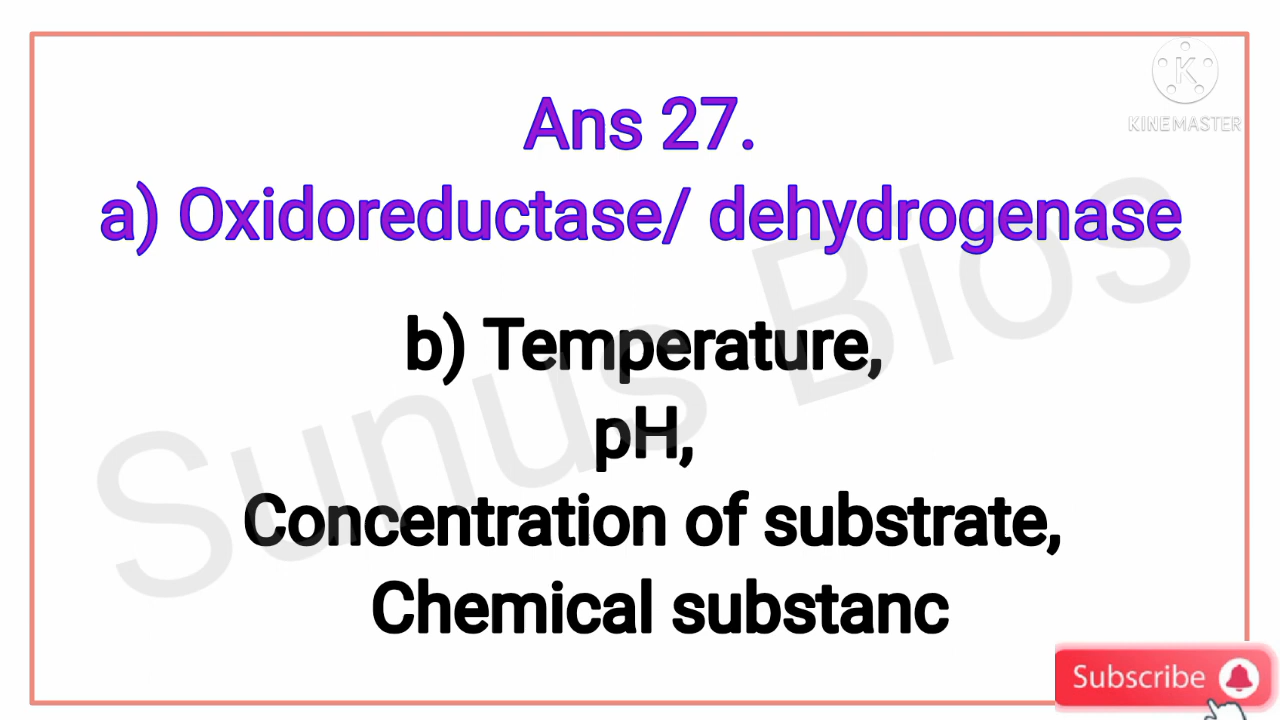 K
KINEMASTER
Ans 27.
a) Oxidoreductase/ dehydrogenase
b) Temperature,
pH,
Concentration of substrate,
Chemical substanc
Sunus Bios
Subscribe